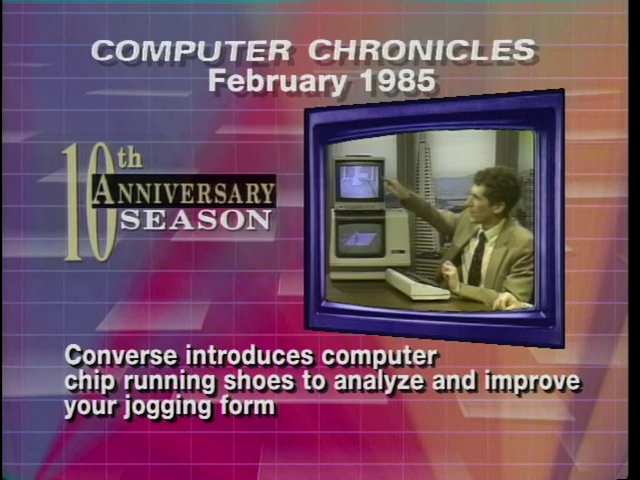 COMPUTER CHRONICLES
February 1985
10th
ANNIVERSARY
SEASON
Converse introduces computer
chip running shoes to analyze and improve
your jogging form